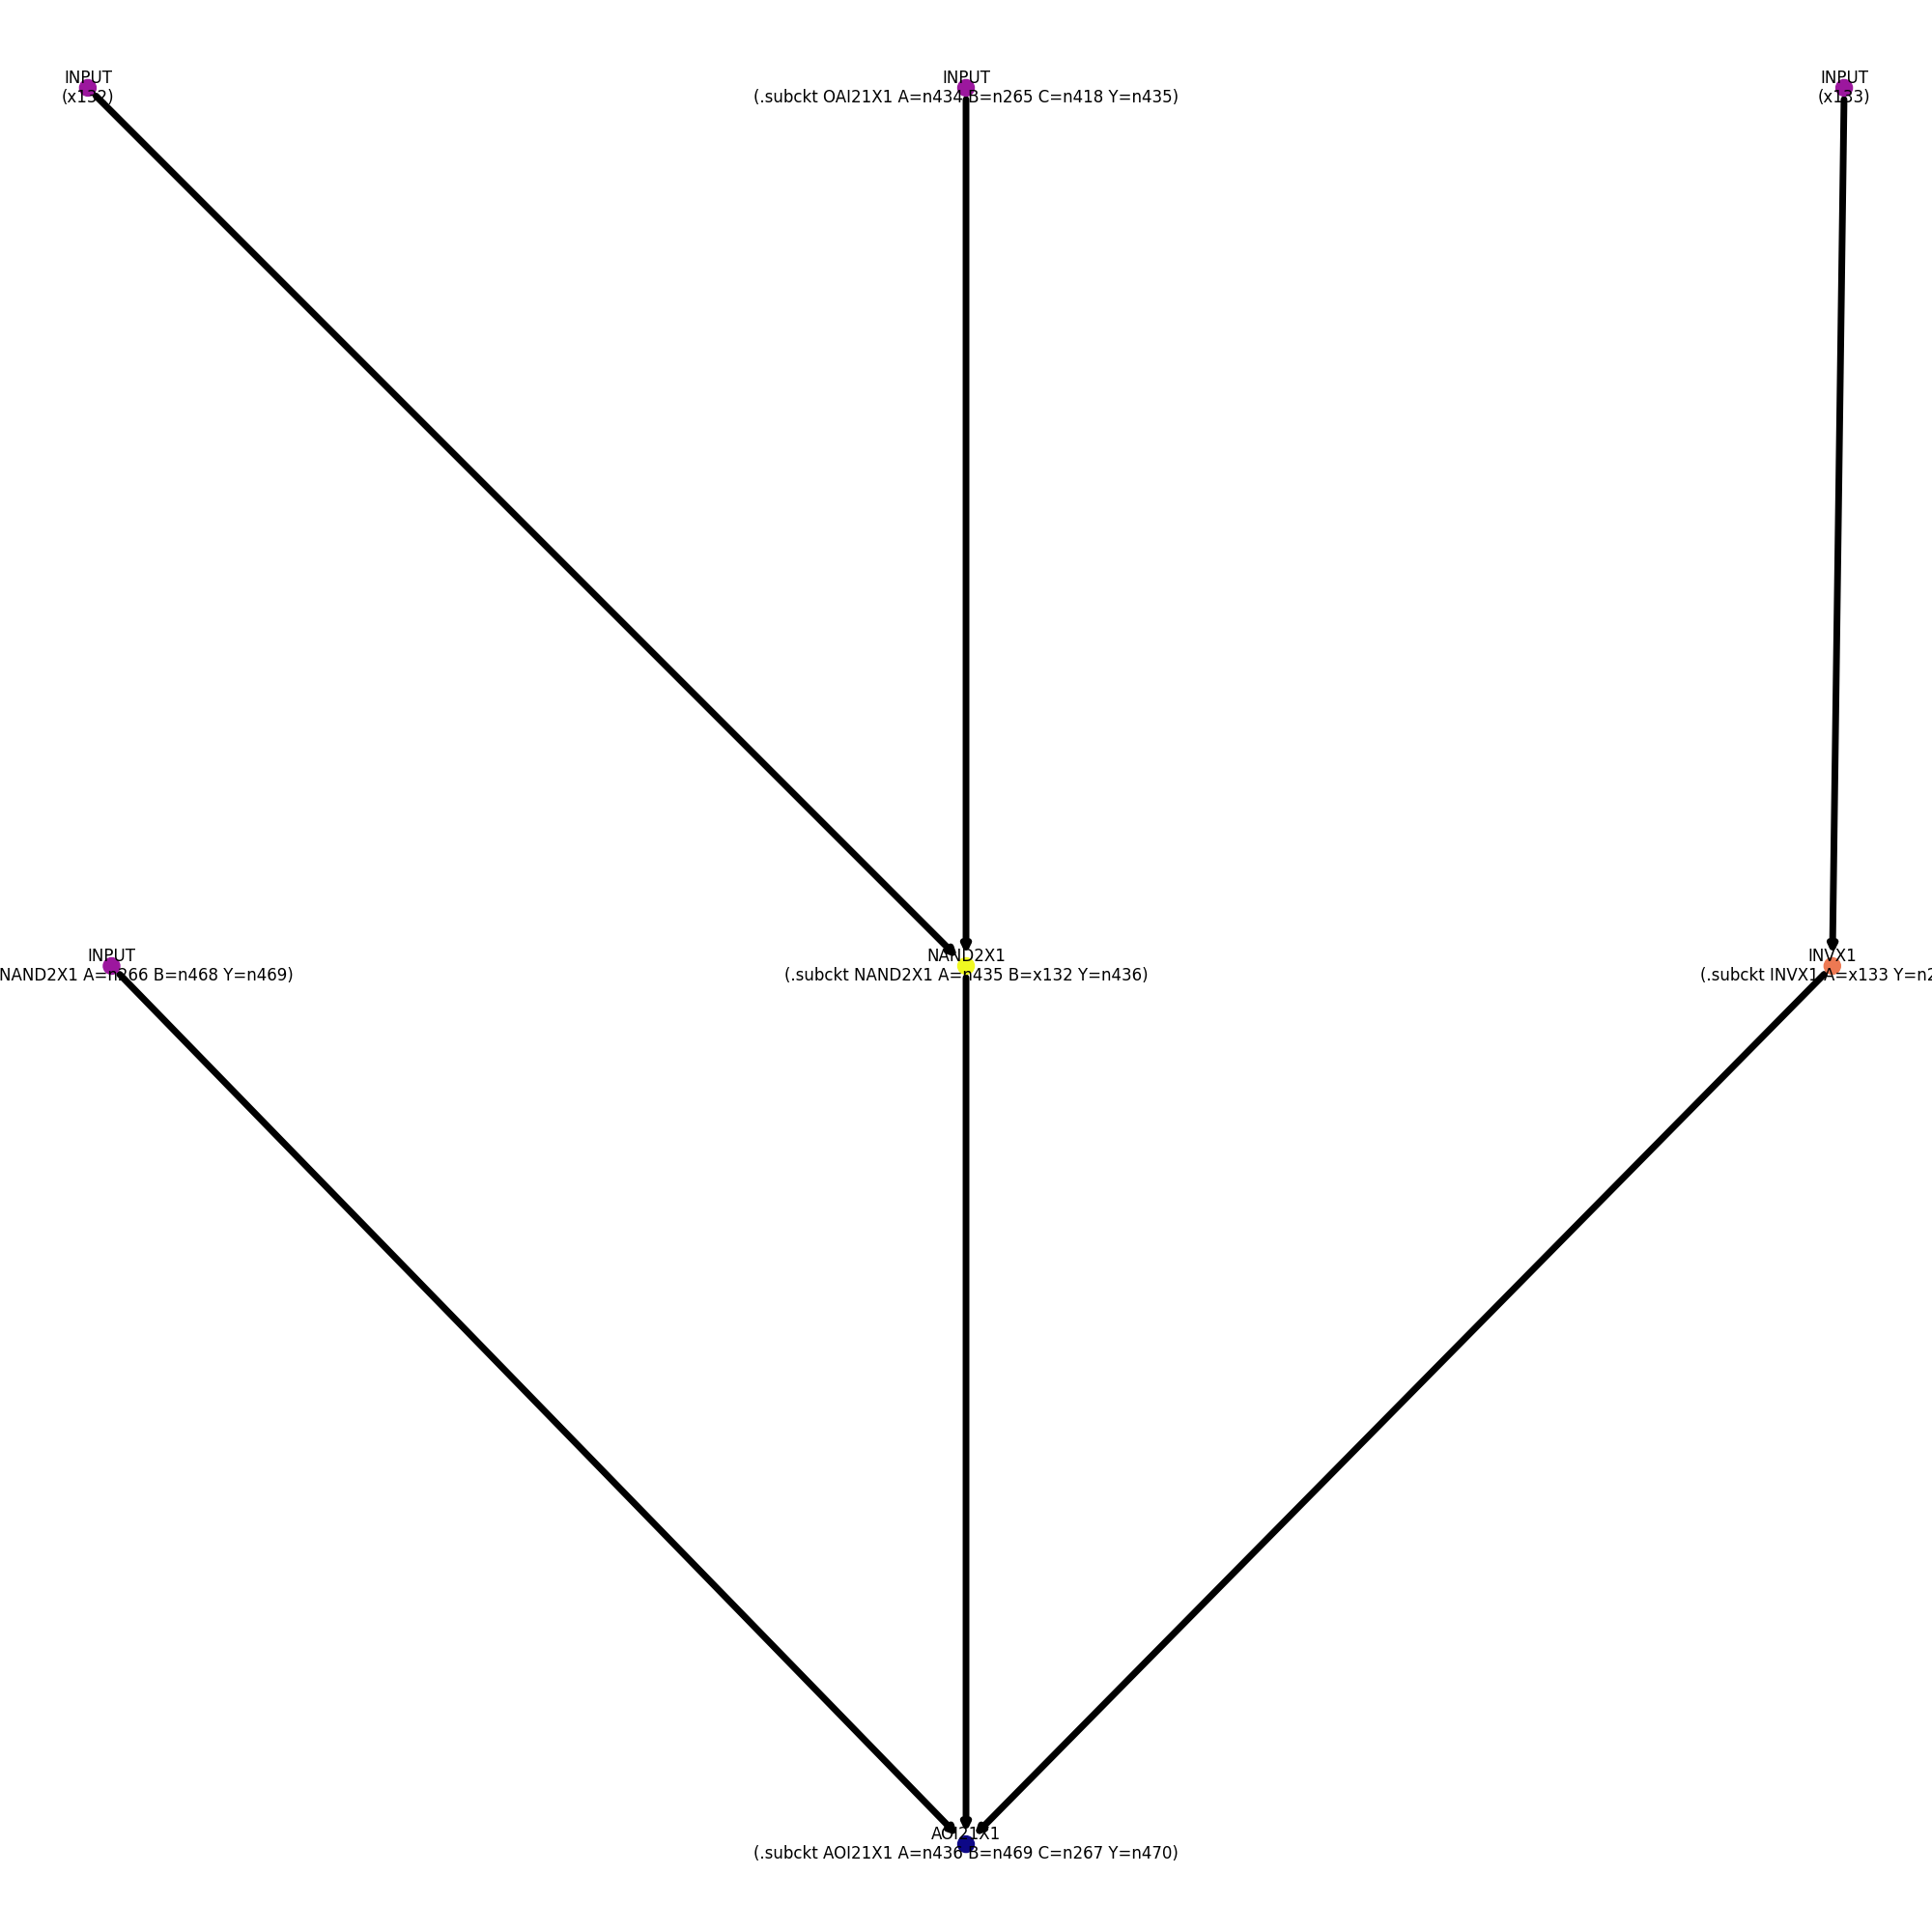 INPUT
(x132)
INPUT
(.subckt OAI21X1 A=n434 B=n265 C=n418 Y=n435)
INPUT
(x133)
INPUT
NAND2X1 A=n266 B=n468 Y=n469)
NAND2X1
(.subckt NAND2X1 A=n435 B=x132 Y=n436)
INVX1
(.subckt INVX1 A=x133 Y=n2
AOI21X1
(.subckt AOI21X1 A=n436 B=n469 C=n267 Y=n470)